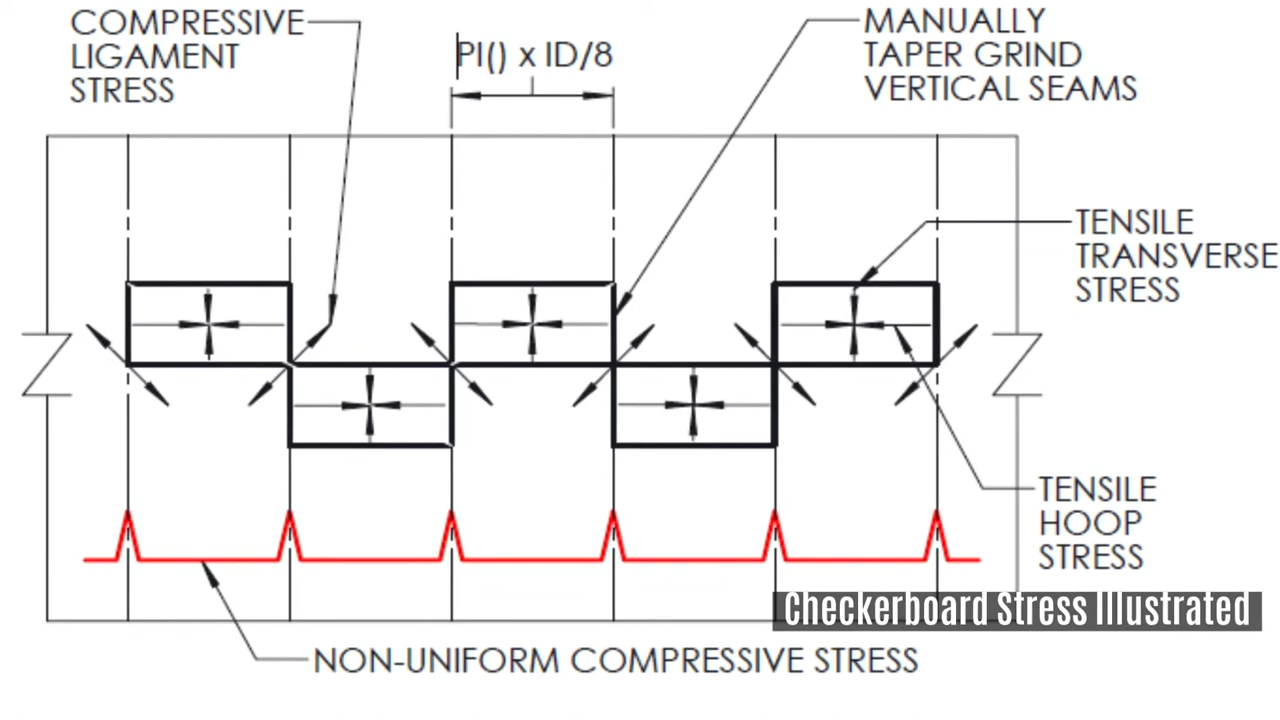 COMPRESSIVE
LIGAMENT
STRESS
PI() x ID/8
MANUALLY
TAPER GRIND
VERTICAL SEAMS
TENSILE
TRANSVERSE
STRESS
TENSILE
HOOP
STRESS
Checkerboard Stress Illustrated
NON-UNIFORM COMPRESSIVE STRESS